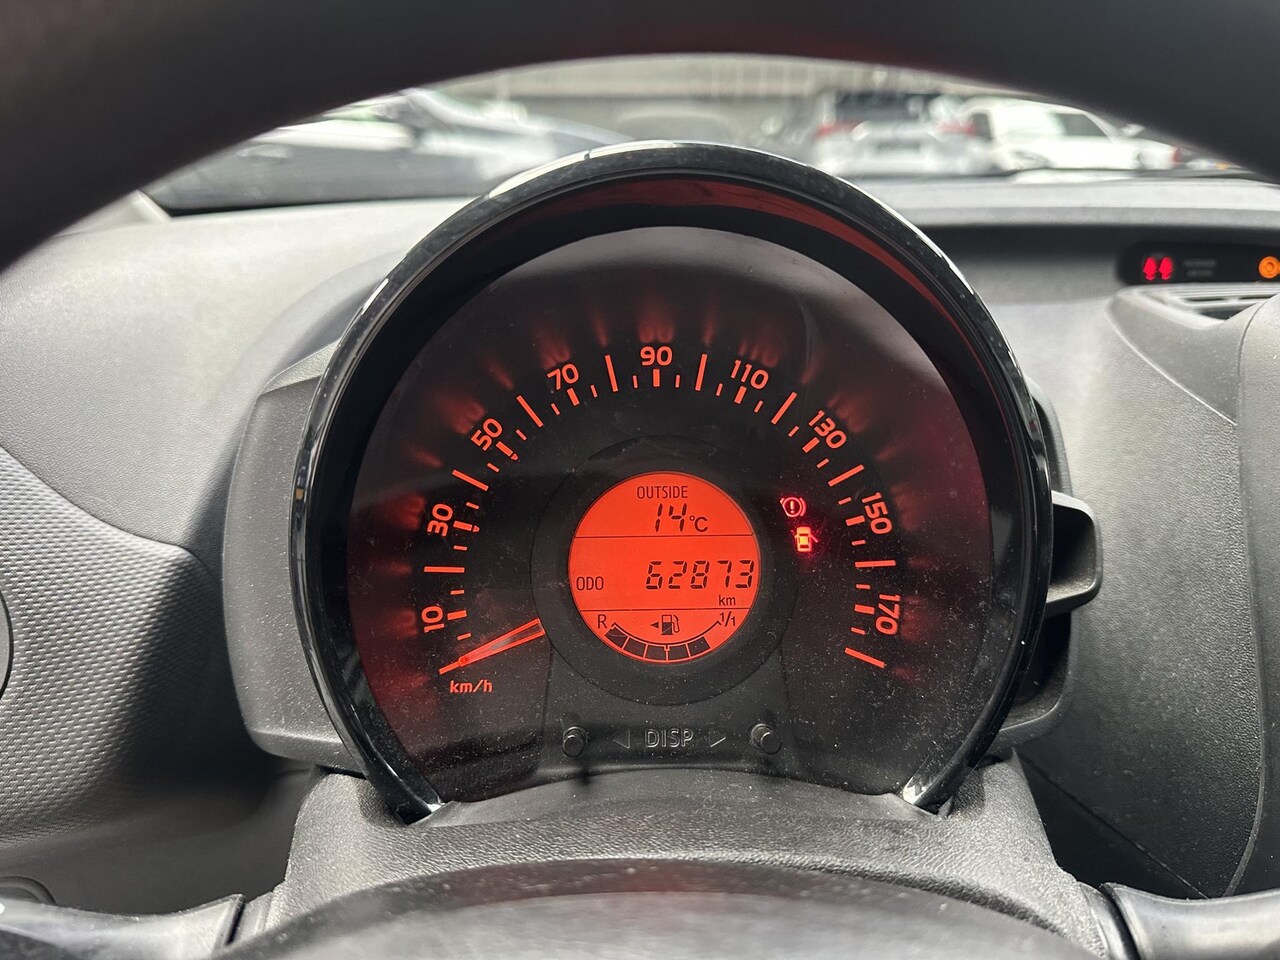 10
30
50
70
90
110
130
150
170
km/h
OUTSIDE
14°C
ODO 62873
km
R 1/1
DISP